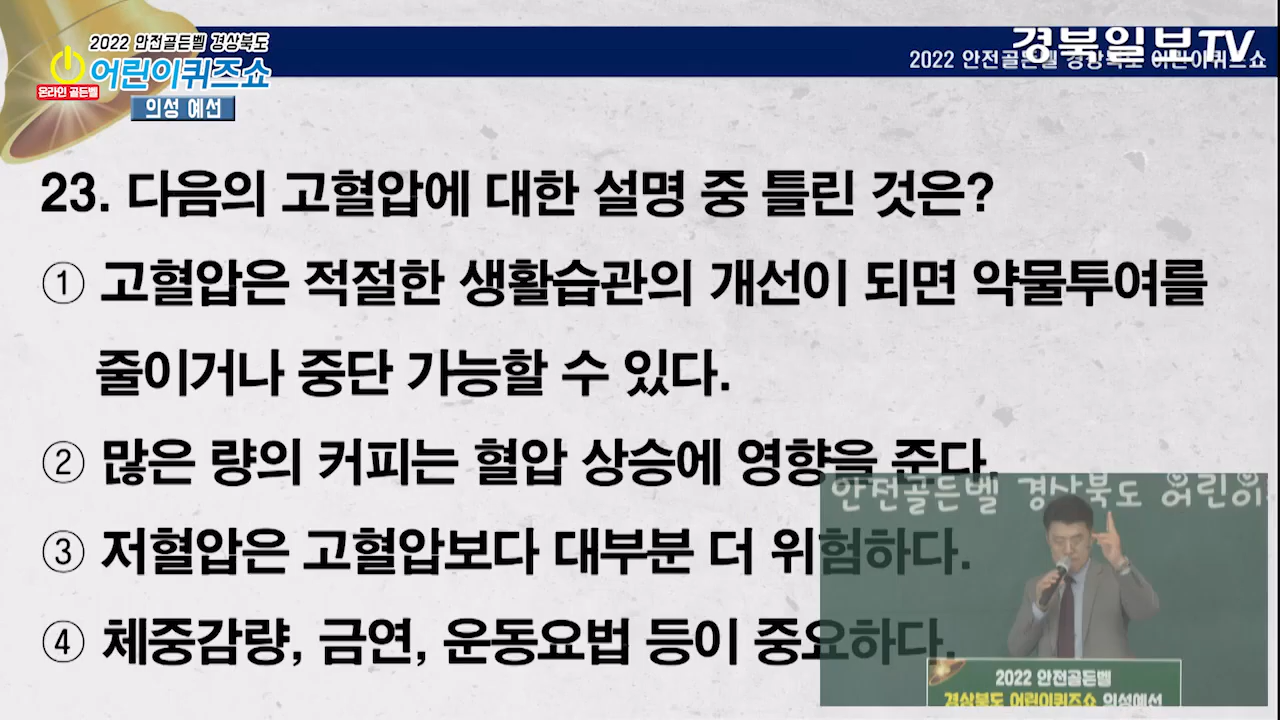 2022 안전골든벨 경상북도
어린이퀴즈쇼
온라인 골든벨
의성 예선
경북일보TV
2022 안전골든벨 경상북도 어린이퀴즈쇼
23. 다음의 고혈압에 대한 설명 중 틀린 것은?
① 고혈압은 적절한 생활습관의 개선이 되면 약물투여를
줄이거나 중단 가능할 수 있다.
② 많은 량의 커피는 혈압 상승에 영향을 준다.
③ 저혈압은 고혈압보다 대부분 더 위험하다.
④ 체중감량, 금연, 운동요법 등이 중요하다.
안전골든벨 경상북도 어린이
2022 안전골든벨
경상북도 어린이퀴즈쇼 의성예선